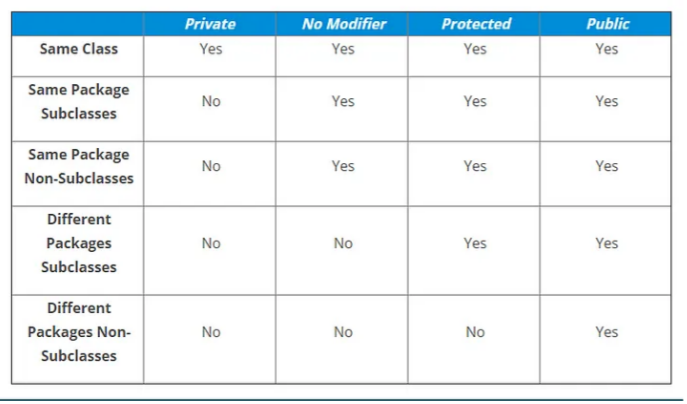 Private No Modifier Protected Public
Same Class Yes Yes Yes Yes
Same Package
Subclasses
No Yes Yes Yes
Same Package
Non-Subclasses
No Yes Yes Yes
Different
Packages
Subclasses
No No Yes Yes
Different
Packages Non-
Subclasses
No No No Yes